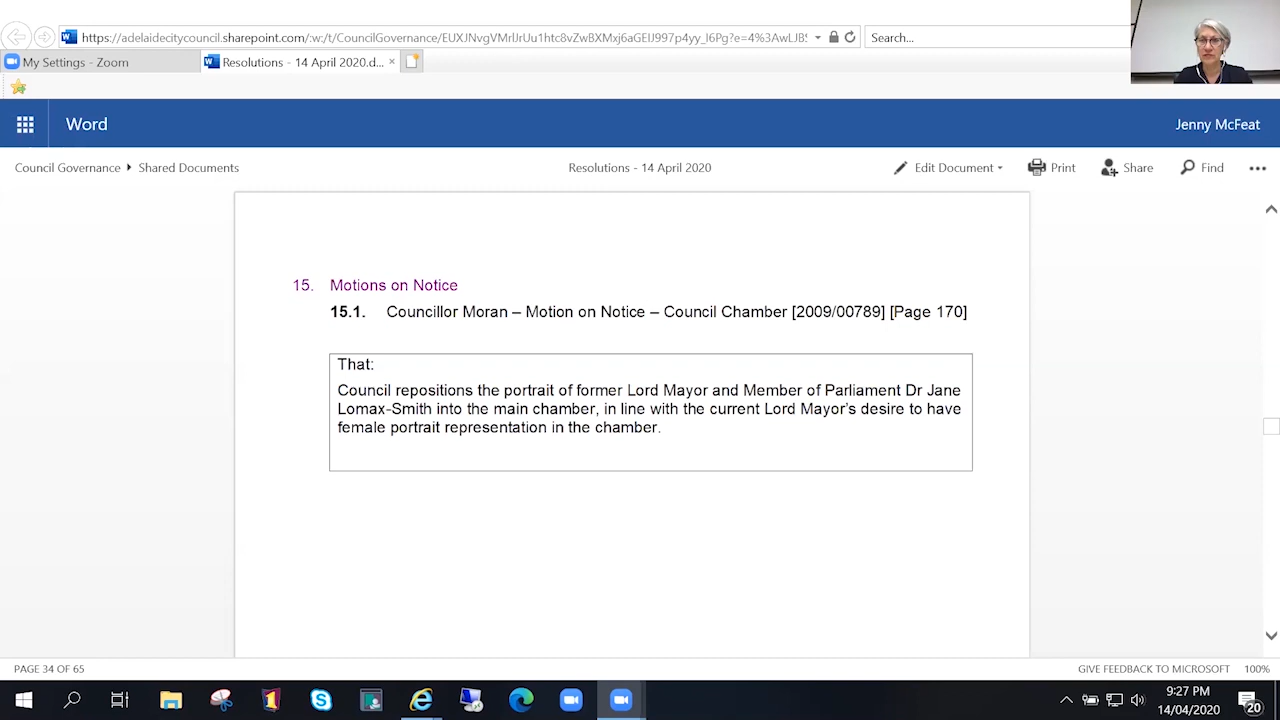 https://adelaidecitycouncil.sharepoint.com/:w:/t/CouncilGovernance/
Search...
My Settings - Zoom
Resolutions - 14 April 2020.d...
Word
Jenny McFeat
Council Governance
Shared Documents
Resolutions - 14 April 2020
Edit Document
Print
Share
Find
15. Motions on Notice
15.1. Councillor Moran – Motion on Notice – Council Chamber [2009/00789] [Page 170]
That:
Council repositions the portrait of former Lord Mayor and Member of Parliament Dr Jane
Lomax-Smith into the main chamber, in line with the current Lord Mayor's desire to have
female portrait representation in the chamber.
PAGE 34 OF 65
GIVE FEEDBACK TO MICROSOFT
100%
9:27 PM
14/04/2020
20